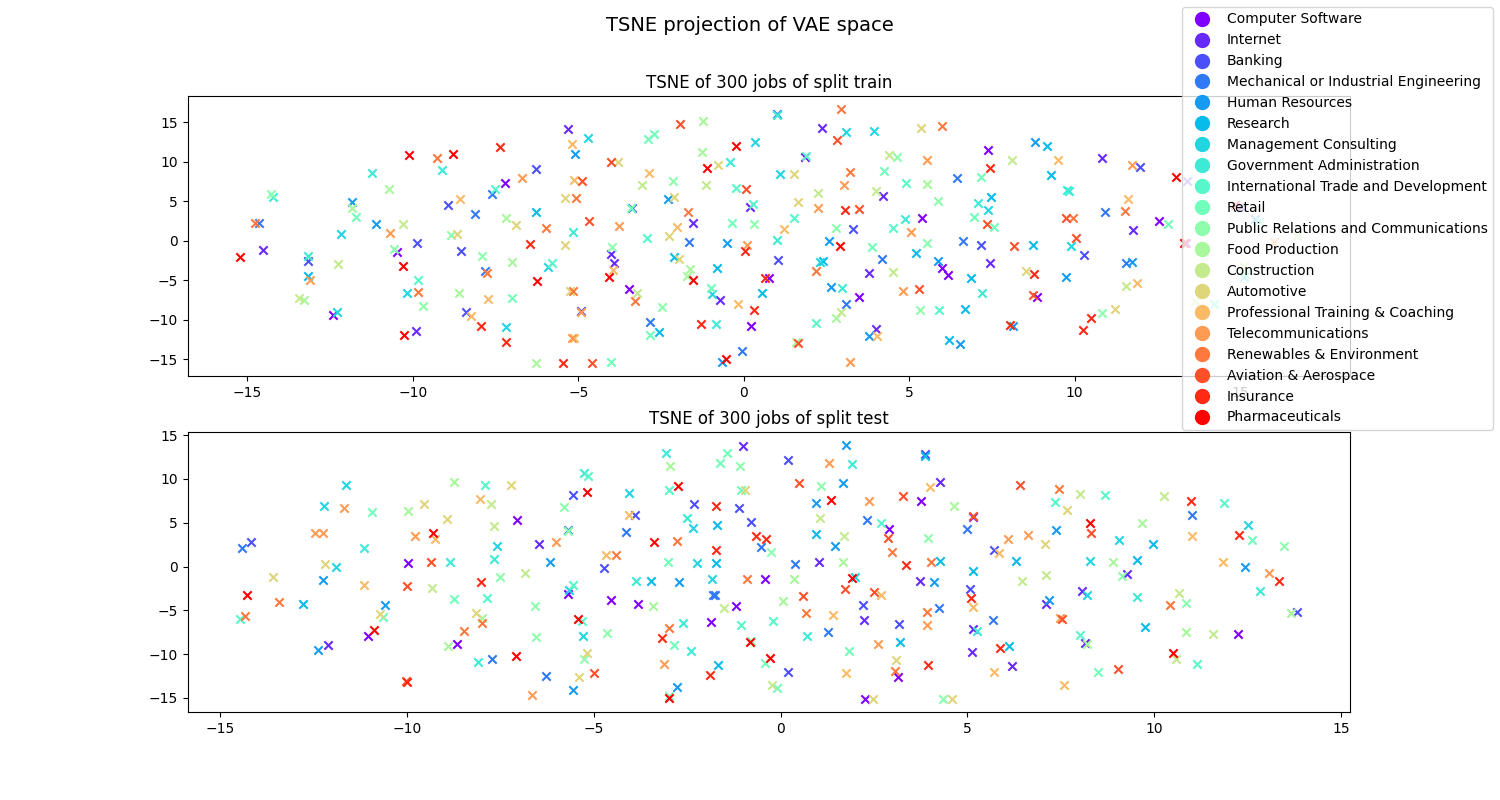 TSNE projection of VAE space
TSNE of 300 jobs of split train
15
10
5
0
−5
−10
−15
−15
−10
−5
0
5
10
15
Computer Software
Internet
Banking
Mechanical or Industrial Engineering
Human Resources
Research
Management Consulting
Government Administration
International Trade and Development
Retail
Public Relations and Communications
Food Production
Construction
Automotive
Professional Training & Coaching
Telecommunications
Renewables & Environment
Aviation & Aerospace
Insurance
Pharmaceuticals
TSNE of 300 jobs of split test
15
10
5
0
−5
−10
−15
−15
−10
−5
0
5
10
15